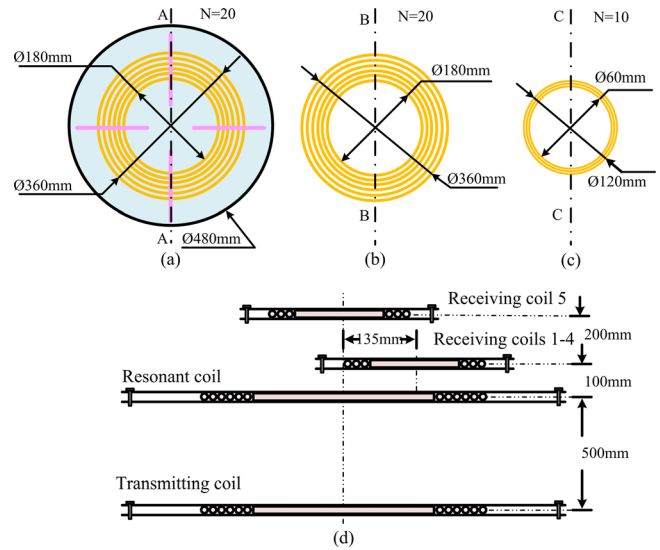 A
N=20
Ø180mm
Ø360mm
A
Ø480mm
(a)
B
N=20
Ø180mm
Ø360mm
B
(b)
C
N=10
Ø60mm
Ø120mm
C
(c)
Receiving coil 5
135mm
Receiving coils 1-4
200mm
Resonant coil
100mm
500mm
Transmitting coil
(d)